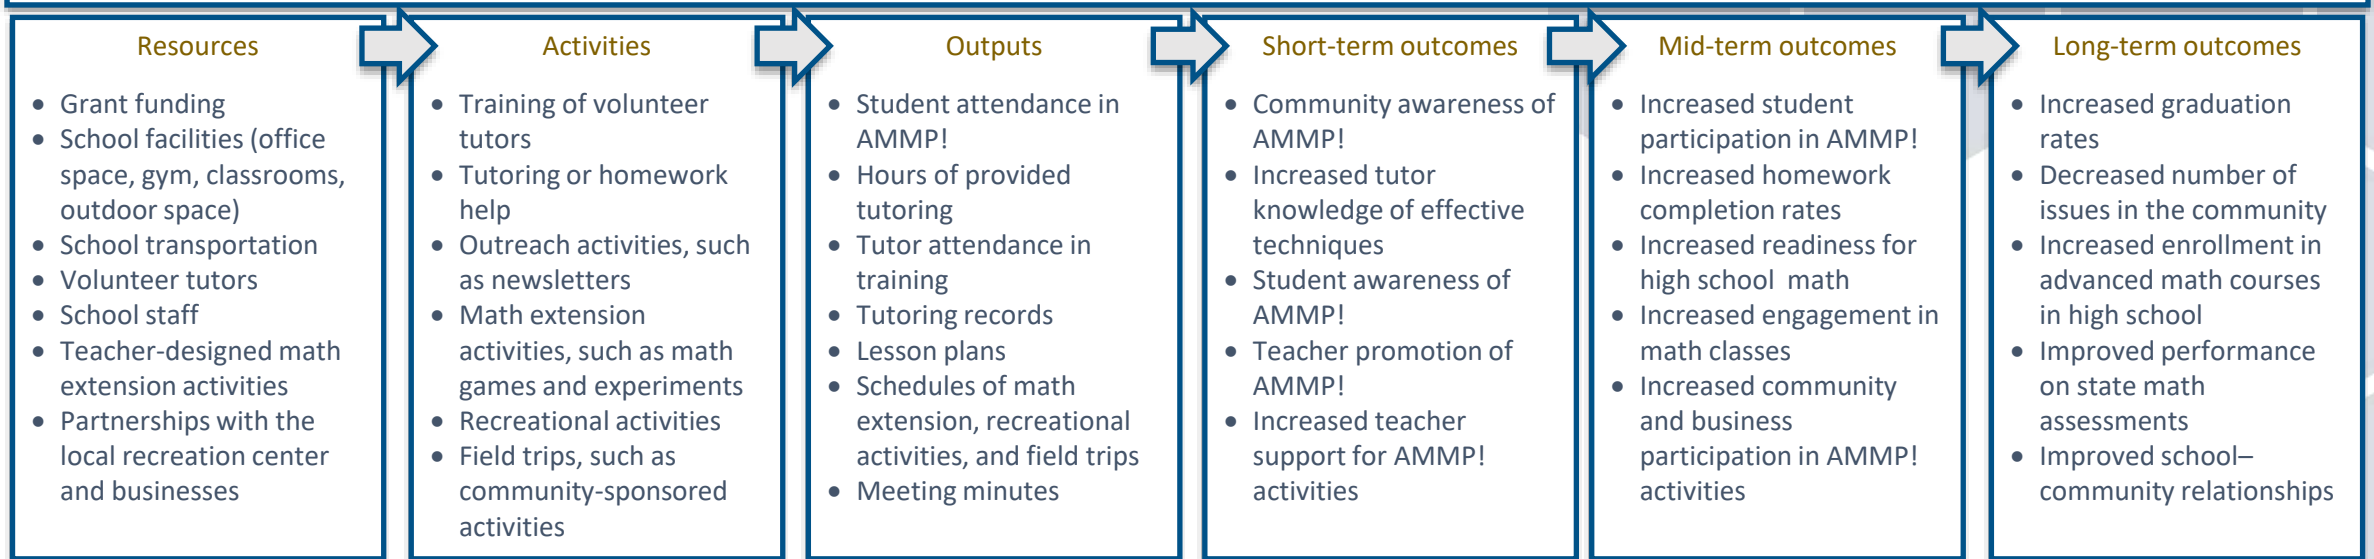 Resources
• Grant funding
• School facilities (office
space, gym, classrooms,
outdoor space)
• School transportation
• Volunteer tutors
• School staff
• Teacher-designed math
extension activities
• Partnerships with the
local recreation center
and businesses
Activities
• Training of volunteer
tutors
• Tutoring or homework
help
• Outreach activities, such
as newsletters
• Math extension
activities, such as math
games and experiments
• Recreational activities
• Field trips, such as
community-sponsored
activities
Outputs
• Student attendance in
AMMP!
• Hours of provided
tutoring
• Tutor attendance in
training
• Tutoring records
• Lesson plans
• Schedules of math
extension, recreational
activities, and field trips
• Meeting minutes
Short-term outcomes
• Community awareness of
AMMP!
• Increased tutor
knowledge of effective
techniques
• Student awareness of
AMMP!
• Teacher promotion of
AMMP!
• Increased teacher
support for AMMP!
activities
Mid-term outcomes
• Increased student
participation in AMMP!
• Increased homework
completion rates
• Increased readiness for
high school math
• Increased engagement in
math classes
• Increased community
and business
participation in AMMP!
activities
Long-term outcomes
• Increased graduation
rates
• Decreased number of
issues in the community
• Increased enrollment in
advanced math courses
in high school
• Improved performance
on state math
assessments
• Improved school–
community relationships